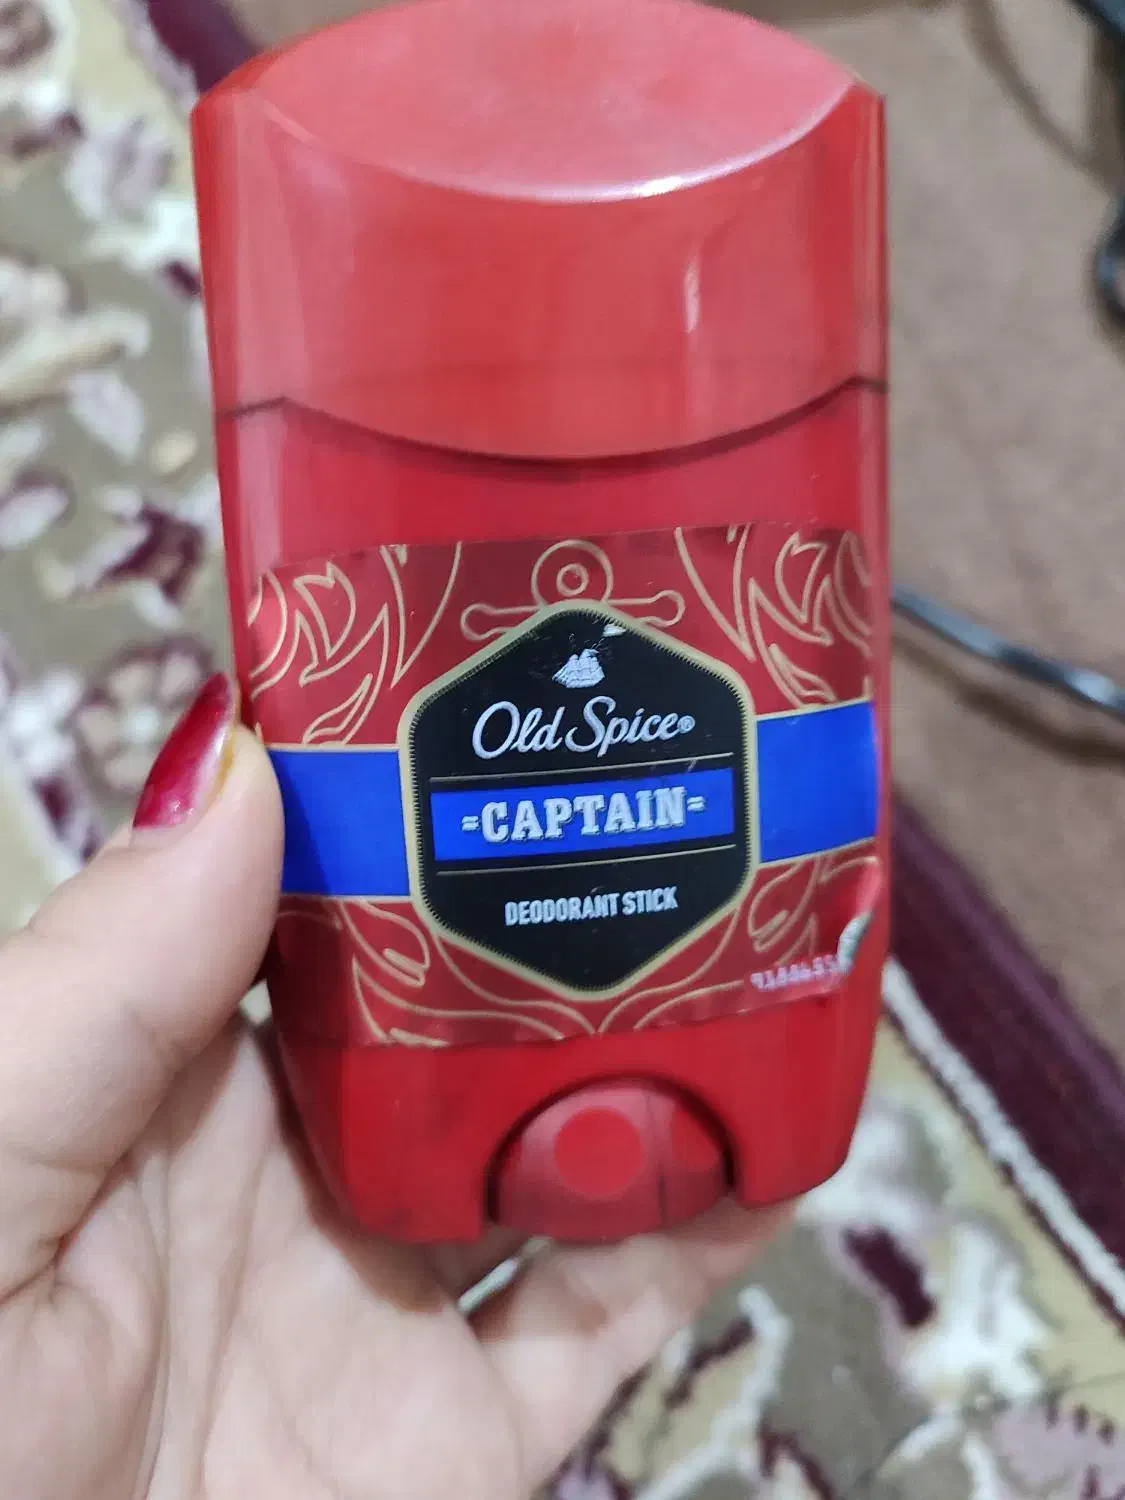 Old Spice®
=CAPTAIN=
DEODORANT STICK